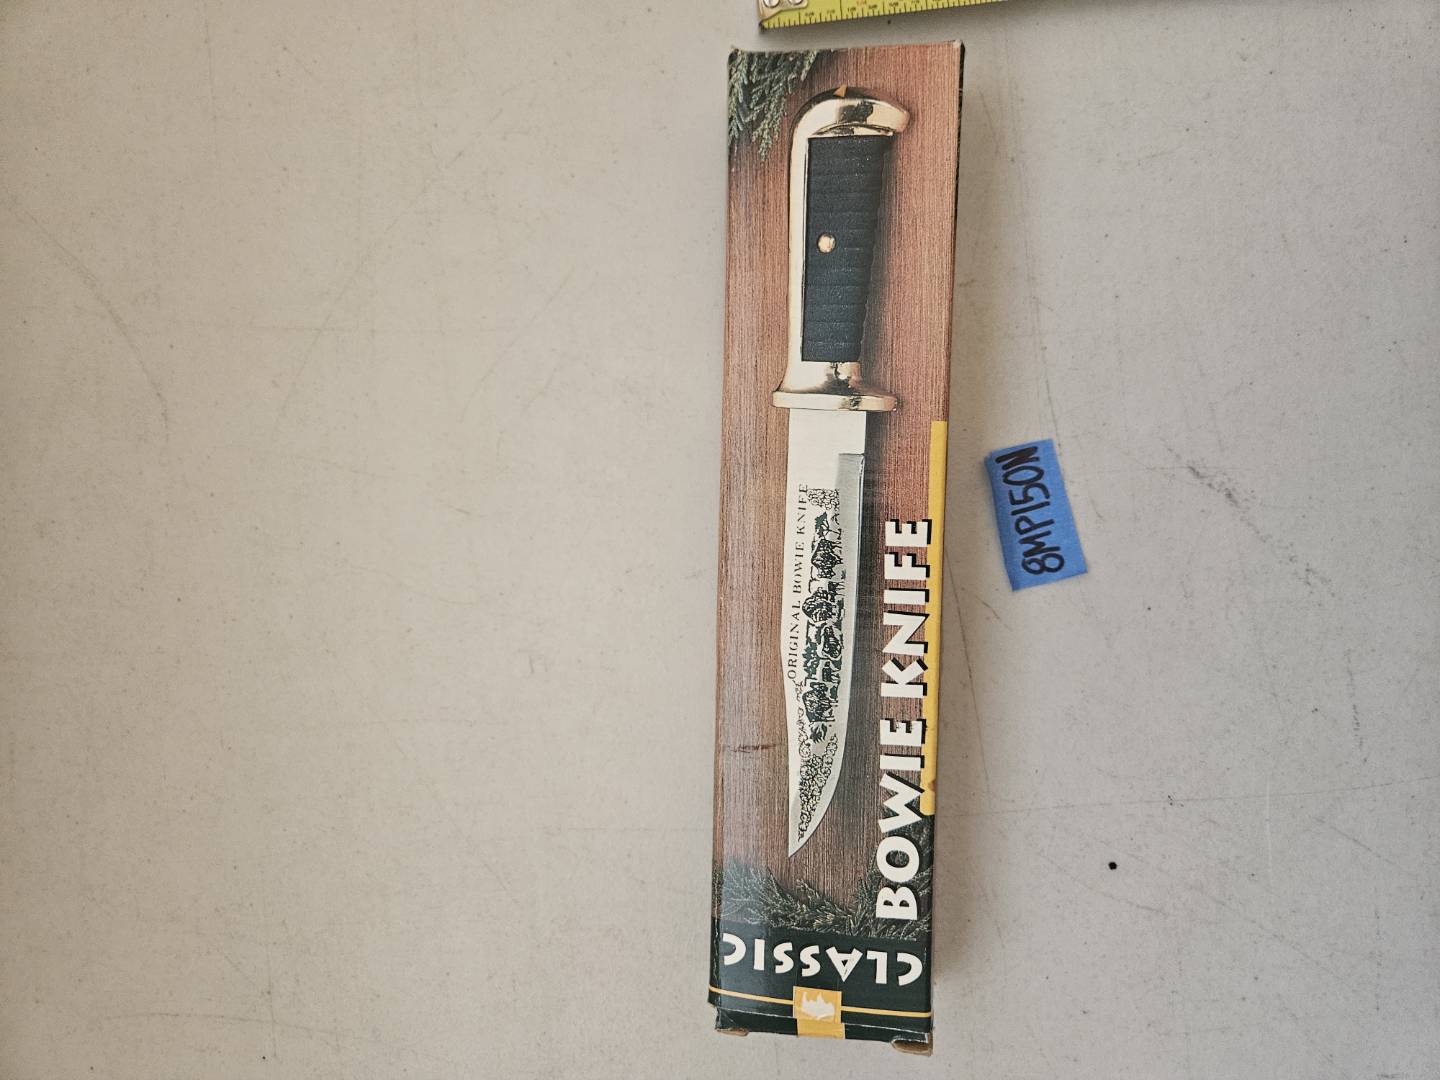 CLASSIC
BOWIE KNIFE
ORIGINAL BOWIE KNIFE
8MP150N